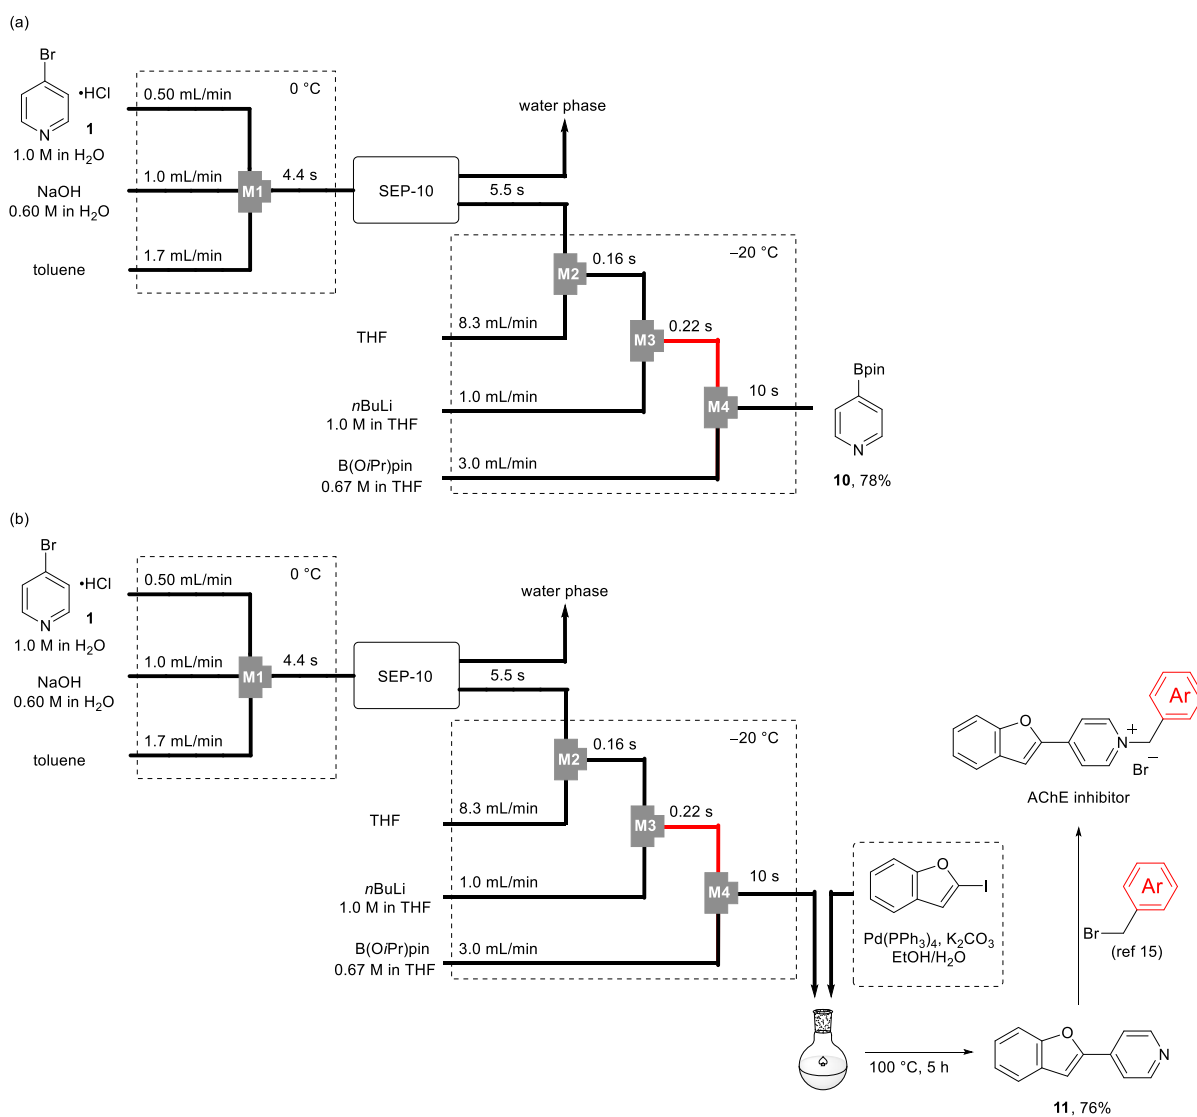 (a)
Br
•HCl
N
1
1.0 M in H2O
0.50 mL/min
0 °C
NaOH
0.60 M in H2O
1.0 mL/min
M1
4.4 s
SEP-10
water phase
5.5 s
toluene
1.7 mL/min
–20 °C
M2
0.16 s
THF
8.3 mL/min
M3
0.22 s
nBuLi
1.0 M in THF
1.0 mL/min
M4
10 s
B(OiPr)pin
0.67 M in THF
3.0 mL/min
Bpin
N
10, 78%
(b)
Br
•HCl
N
1
1.0 M in H2O
0.50 mL/min
0 °C
NaOH
0.60 M in H2O
1.0 mL/min
M1
4.4 s
SEP-10
water phase
5.5 s
toluene
1.7 mL/min
–20 °C
M2
0.16 s
THF
8.3 mL/min
M3
0.22 s
nBuLi
1.0 M in THF
1.0 mL/min
M4
10 s
B(OiPr)pin
0.67 M in THF
3.0 mL/min
O
I
Pd(PPh3)4, K2CO3
EtOH/H2O
100 °C, 5 h
O
N
11, 76%
Br
Ar
(ref 15)
O
N
+
Br –
Ar
AChE inhibitor